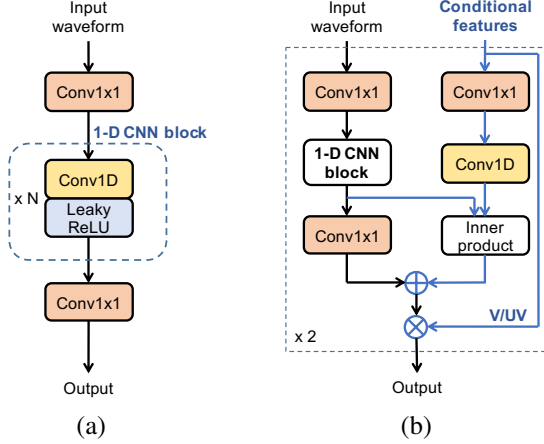 Input
waveform
Conv1x1
1-D CNN block
x N
Conv1D
Leaky
ReLU
Conv1x1
Output
(a)
Input
waveform
Conditional
features
Conv1x1
Conv1x1
1-D CNN
block
Conv1D
Conv1x1
Inner
product
V/UV
x 2
Output
(b)